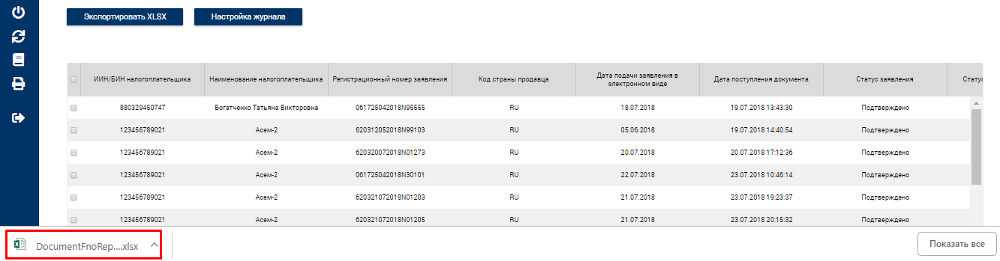 Экспортировать XLSX Настройка журнала
ИИН/БИН налогоплательщика Наименование налогоплательщика Регистрационный номер заявления Код страны продавца Дата подачи заявления в электронном виде Дата поступления документа Статус заявления Статус
880329450747 Богатченко Татьяна Викторовна 061725042018N95555 RU 18.07.2018 19.07.2018 13:43:30 Подтверждено
123456789021 Асем-2 620312052018N99103 RU 05.06.2018 19.07.2018 14:40:54 Подтверждено
123456789021 Асем-2 620320072018N01273 RU 20.07.2018 20.07.2018 17:12:36 Подтверждено
123456789021 Асем-2 061725042018N30101 RU 22.07.2018 23.07.2018 10:46:14 Подтверждено
123456789021 Асем-2 620321072018N01203 RU 21.07.2018 23.07.2018 19:23:37 Подтверждено
123456789021 Асем-2 620321072018N01205 RU 21.07.2018 23.07.2018 20:15:32 Подтверждено
DocumentFnoRep....xlsx Показать все